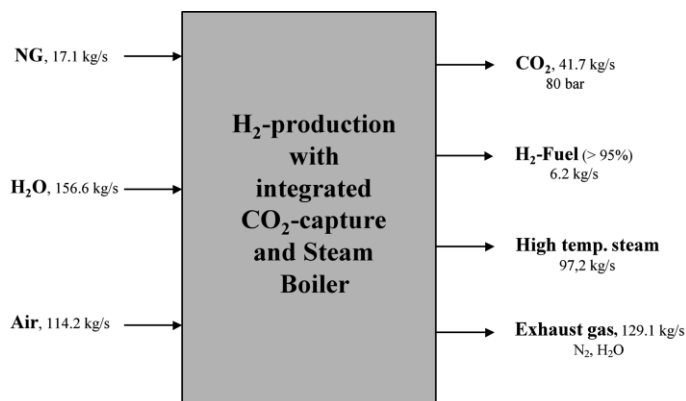 NG, 17.1 kg/s
H₂O, 156.6 kg/s
Air, 114.2 kg/s
H₂-production
with
integrated
CO₂-capture
and Steam
Boiler
CO₂, 41.7 kg/s
80 bar
H₂-Fuel (> 95%)
6.2 kg/s
High temp. steam
97,2 kg/s
Exhaust gas, 129.1 kg/s
N₂, H₂O